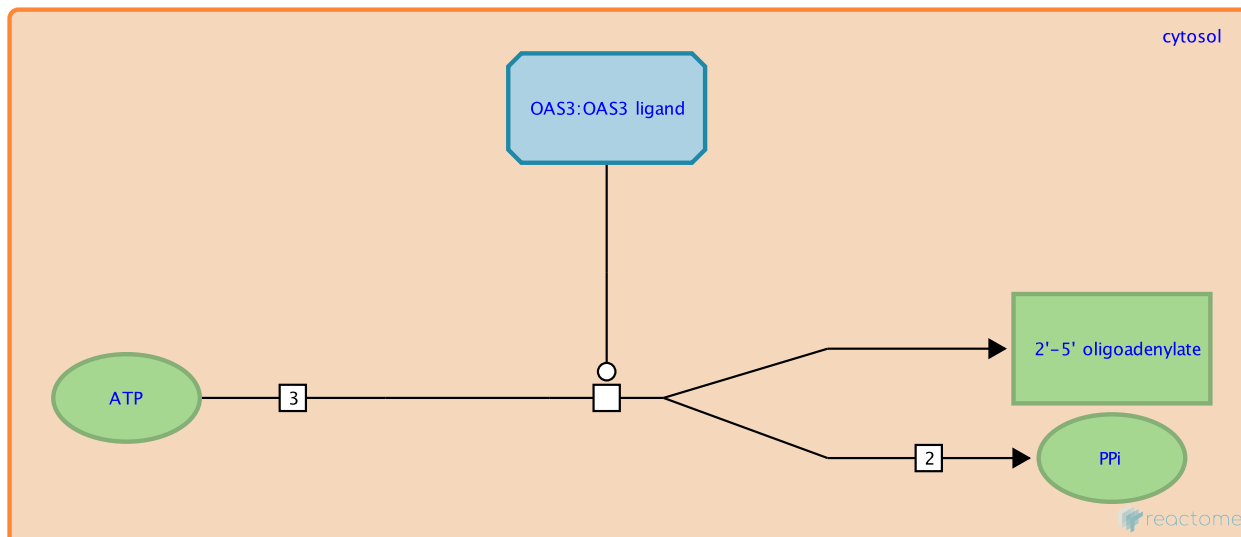 cytosol
OAS3:OAS3 ligand
2'-5' oligoadenylate
ATP
3
2
PPi
reactome